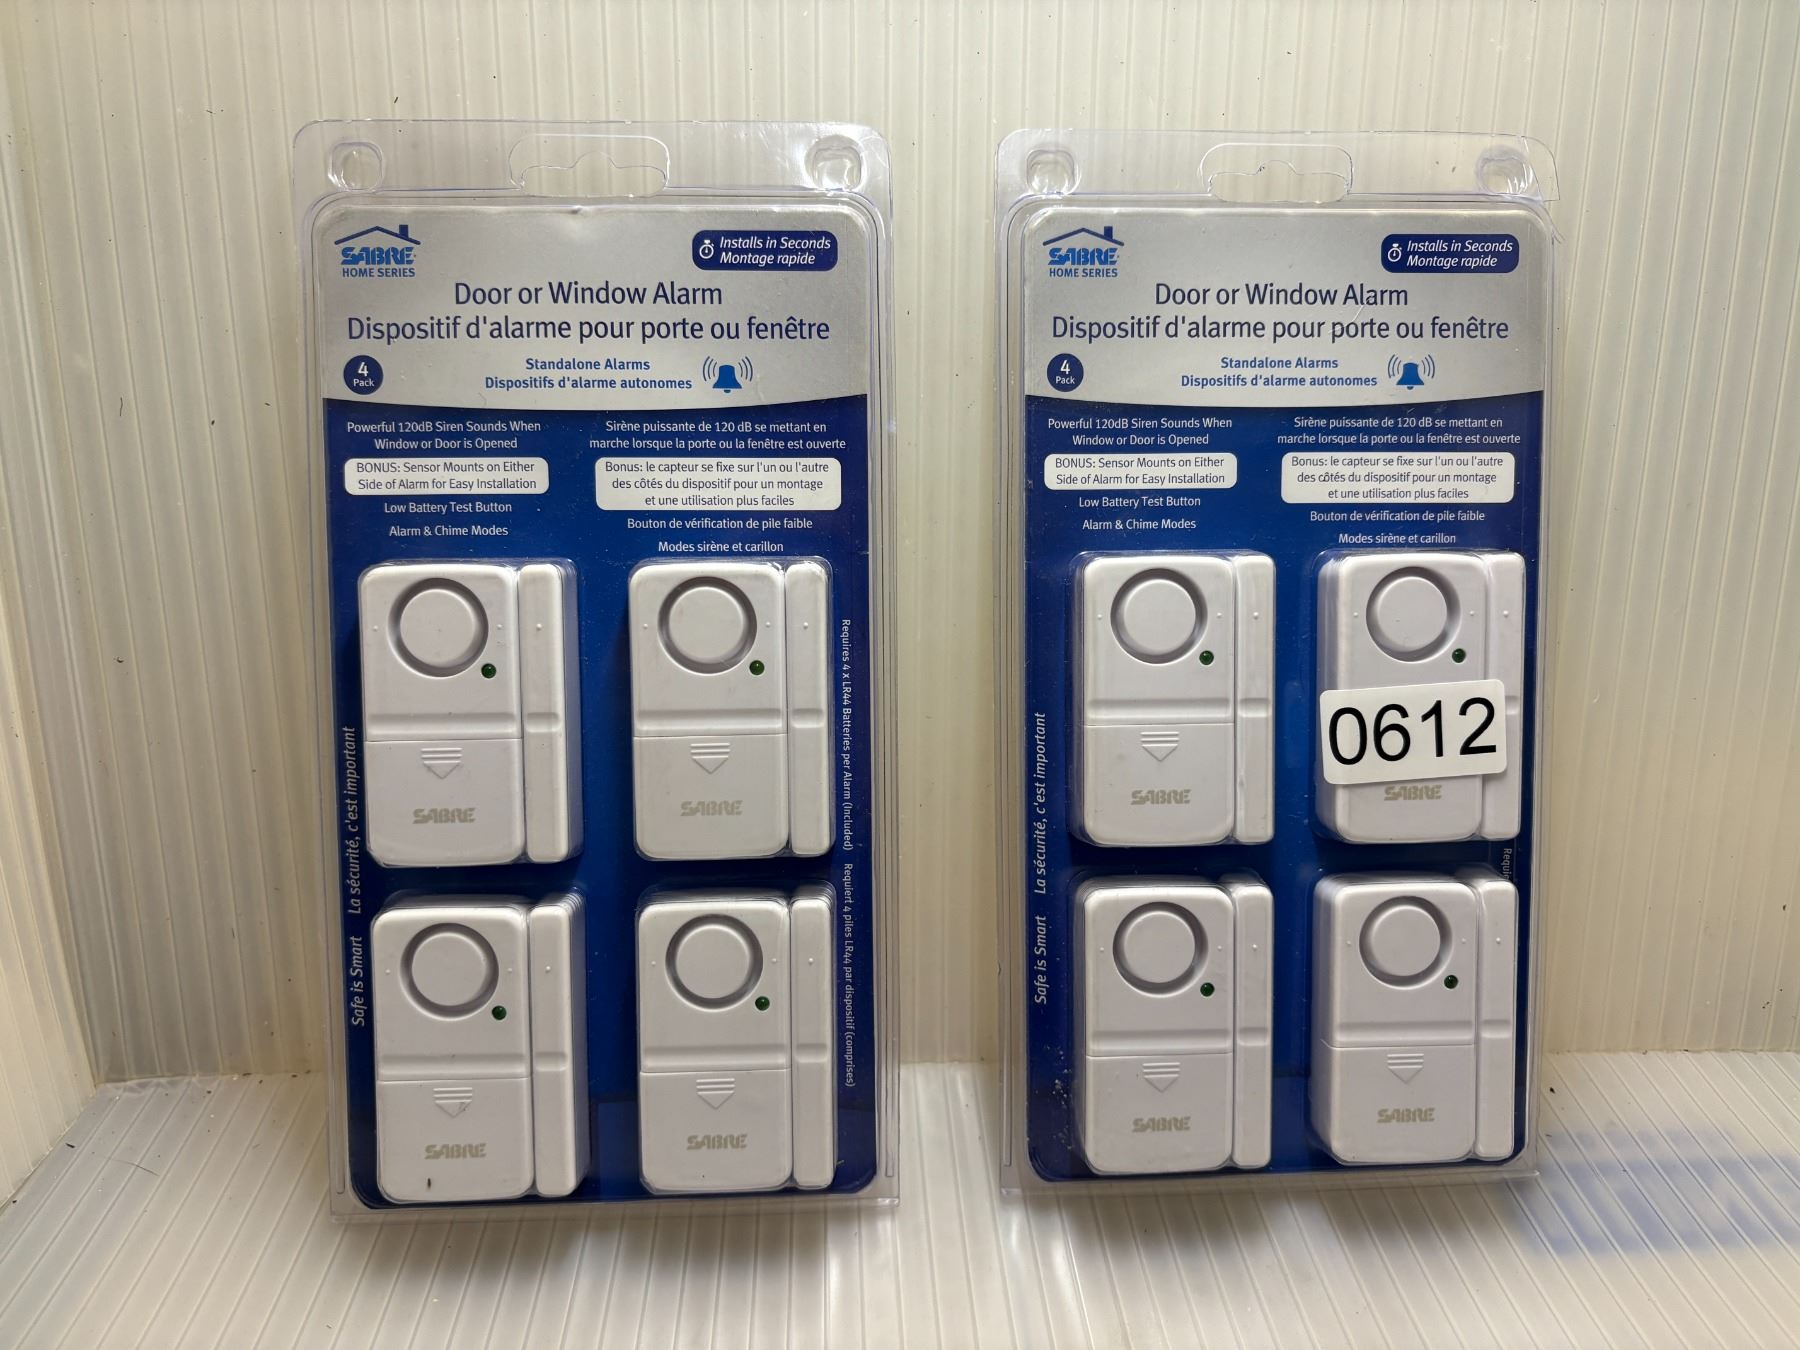 SABRE
HOME SERIES
Installs in Seconds
Montage rapide
Door or Window Alarm
Dispositif d'alarme pour porte ou fenêtre
4
Pack
Standalone Alarms
Dispositifs d'alarme autonomes
Powerful 120dB Siren Sounds When
Window or Door is Opened
BONUS: Sensor Mounts on Either
Side of Alarm for Easy Installation
Low Battery Test Button
Alarm & Chime Modes
Sirène puissante de 120 dB se mettant en
marche lorsque la porte ou la fenêtre est ouverte
Bonus: le capteur se fixe sur l'un ou l'autre
des côtés du dispositif pour un montage
et une utilisation plus faciles
Bouton de vérification de pile faible
Modes sirène et carillon
SABRE
SABRE
SABRE
SABRE
Safe is Smart La sécurité, c'est important
Requires 4 x LR44 Batteries per Alarm (Included) Requiert 4 piles LR44 par dispositif (comprises)
SABRE
HOME SERIES
Installs in Seconds
Montage rapide
Door or Window Alarm
Dispositif d'alarme pour porte ou fenêtre
4
Pack
Standalone Alarms
Dispositifs d'alarme autonomes
Powerful 120dB Siren Sounds When
Window or Door is Opened
BONUS: Sensor Mounts on Either
Side of Alarm for Easy Installation
Low Battery Test Button
Alarm & Chime Modes
Sirène puissante de 120 dB se mettant en
marche lorsque la porte ou la fenêtre est ouverte
Bonus: le capteur se fixe sur l'un ou l'autre
des côtés du dispositif pour un montage
et une utilisation plus faciles
Bouton de vérification de pile faible
Modes sirène et carillon
0612
SABRE
SABRE
SABRE
SABRE
Safe is Smart La sécurité, c'est important